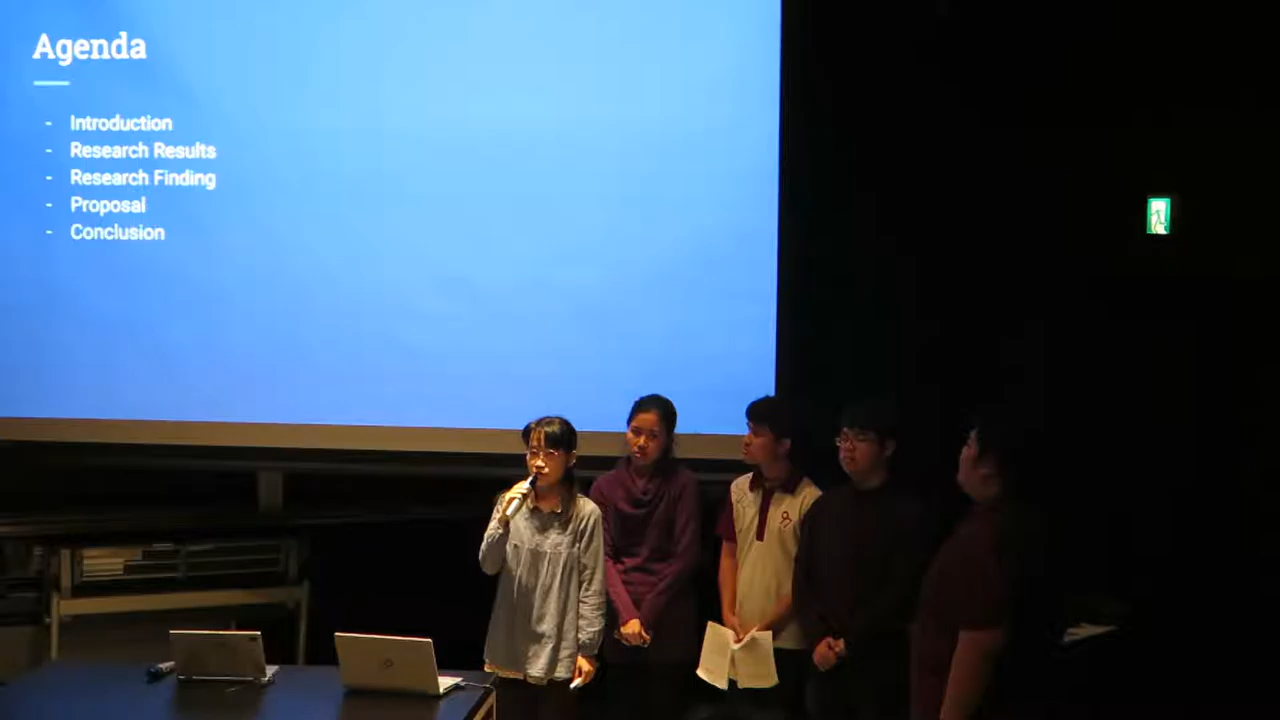 Agenda
- Introduction
- Research Results
- Research Finding
- Proposal
- Conclusion